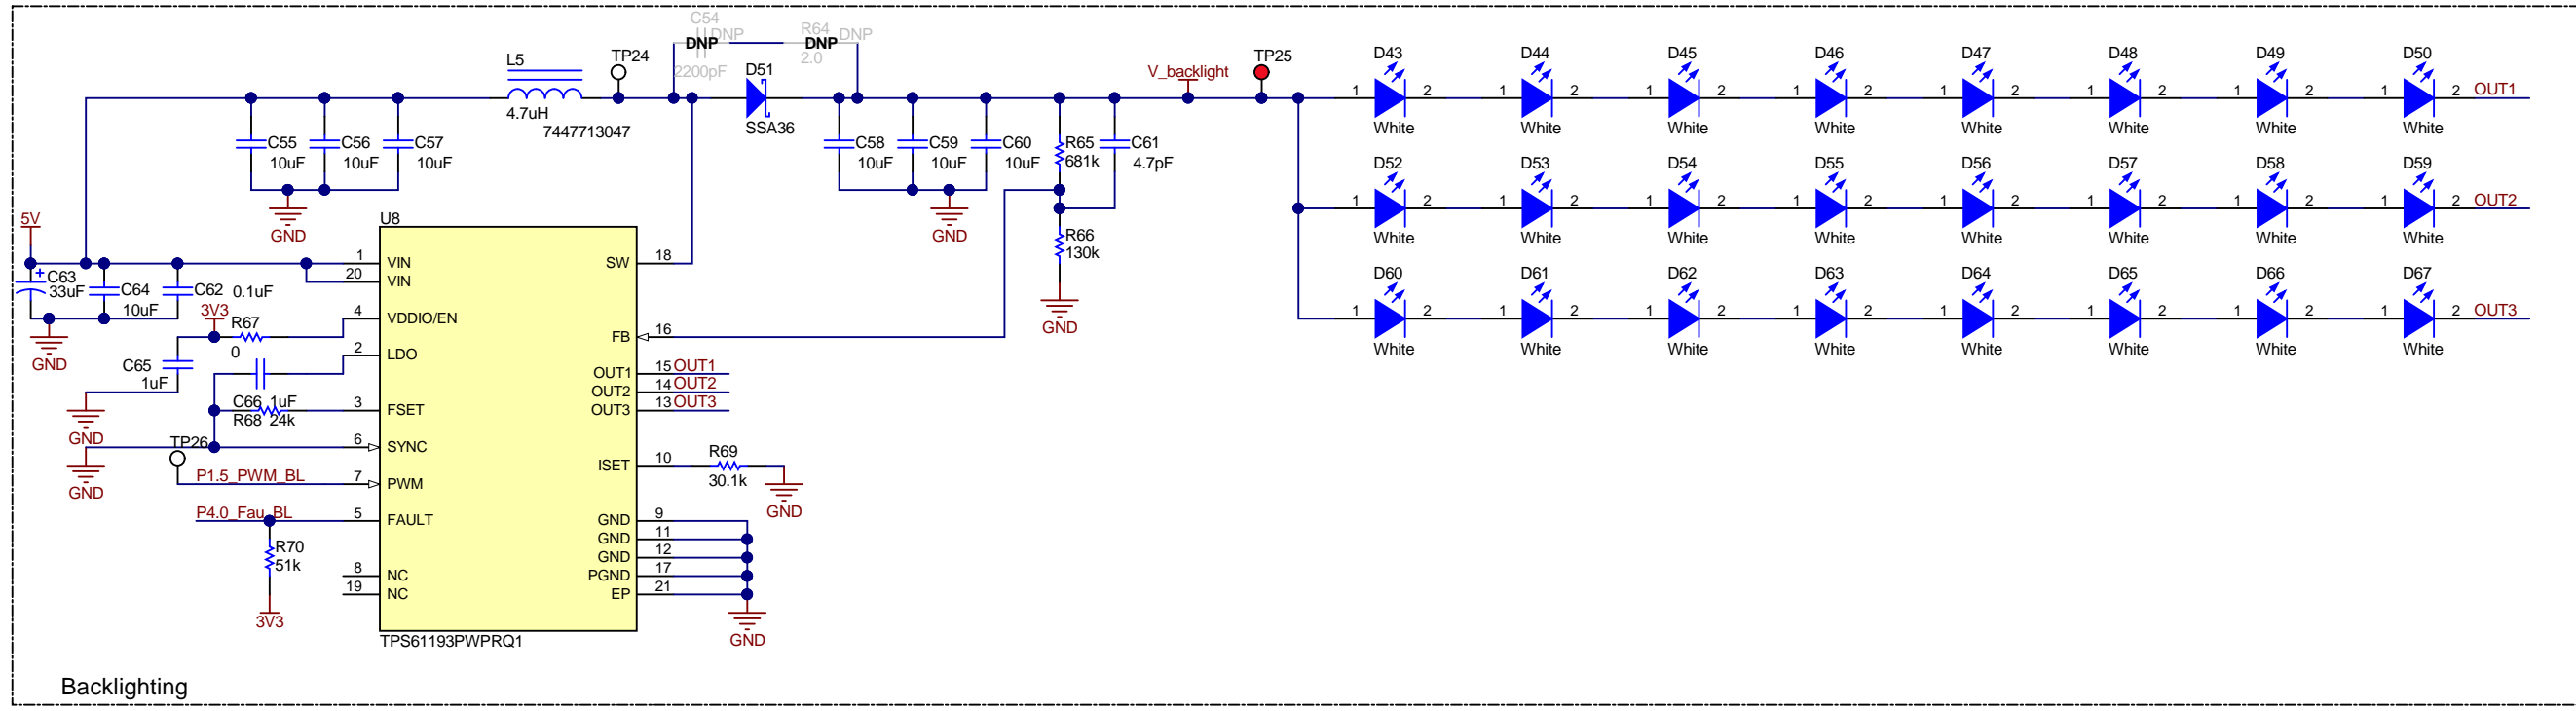 C54
DNP
DNP
R64
DNP
DNP
2200pF
2.0
L5
4.7uH
7447713047
TP24
D51
SSA36
V_backlight
TP25
D43
D44
D45
D46
D47
D48
D49
D50
1 2 1 2 1 2 1 2 1 2 1 2 1 2 1 2 OUT1
White White White White White White White White
C55
10uF
C56
10uF
C57
10uF
GND
C58
10uF
C59
10uF
C60
10uF
GND
R65
681k
C61
4.7pF
R66
130k
GND
D52
D53
D54
D55
D56
D57
D58
D59
1 2 1 2 1 2 1 2 1 2 1 2 1 2 1 2 OUT2
White White White White White White White White
D60
D61
D62
D63
D64
D65
D66
D67
1 2 1 2 1 2 1 2 1 2 1 2 1 2 1 2 OUT3
White White White White White White White White
5V
+
C63
33uF
C64
10uF
C62
0.1uF
GND
3V3
R67
0
C65
1uF
GND
C66 1uF
R68 24k
TP26
GND
P1.5_PWM_BL
P4.0_Fau_BL
R70
51k
3V3
U8
1 VIN
20 VIN
4 VDDIO/EN
2 LDO
3 FSET
6 SYNC
7 PWM
5 FAULT
8 NC
19 NC
SW 18
FB 16
OUT1 15 OUT1
OUT2 14 OUT2
OUT3 13 OUT3
ISET 10
R69
30.1k
GND
GND 9
GND 11
GND 12
PGND 17
EP 21
GND
TPS61193PWPRQ1
Backlighting